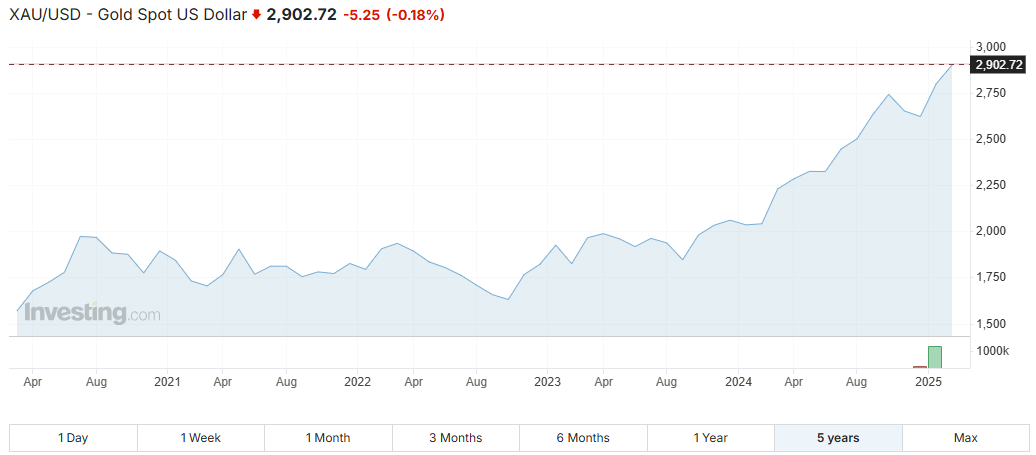 XAU/USD - Gold Spot US Dollar 2,902.72 -5.25 (-0.18%)
3,000
2,902.72
2,750
2,500
2,250
2,000
1,750
1,500
Investing.com
1000k
Apr Aug 2021 Apr Aug 2022 Apr Aug 2023 Apr Aug 2024 Apr Aug 2025
1 Day 1 Week 1 Month 3 Months 6 Months 1 Year 5 years Max